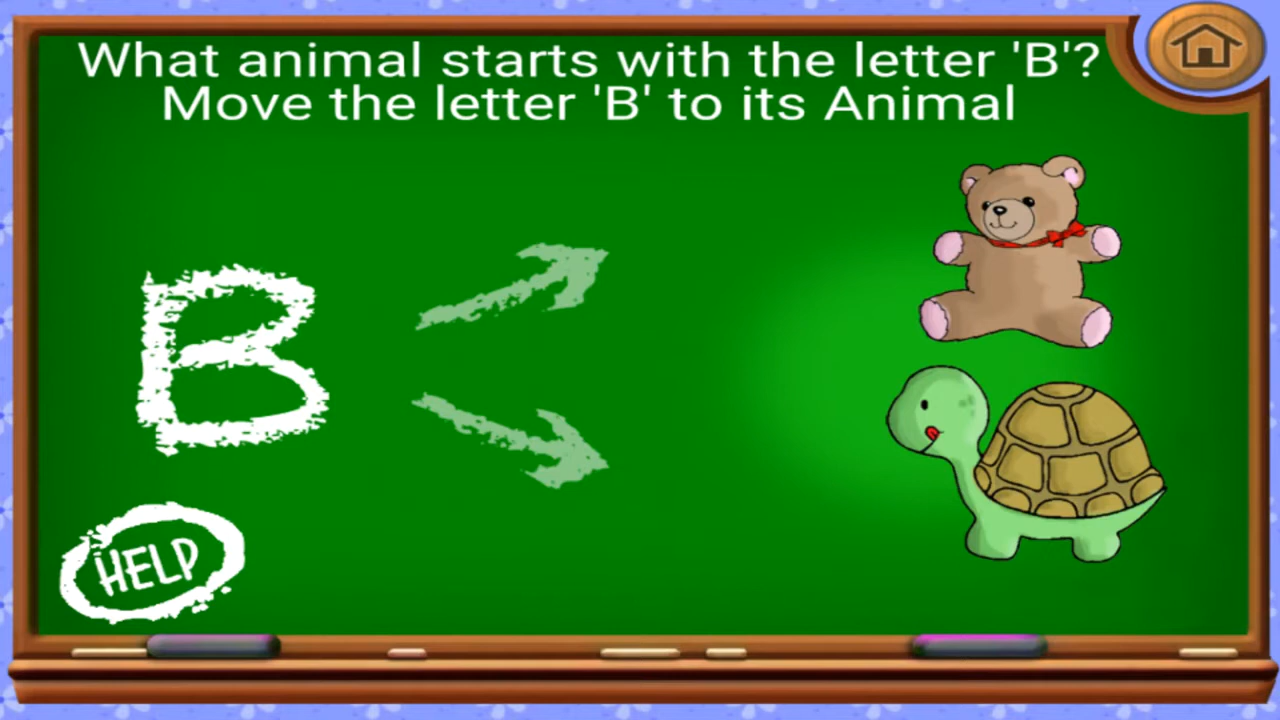 What animal starts with the letter 'B'?
Move the letter 'B' to its Animal
B
HELP